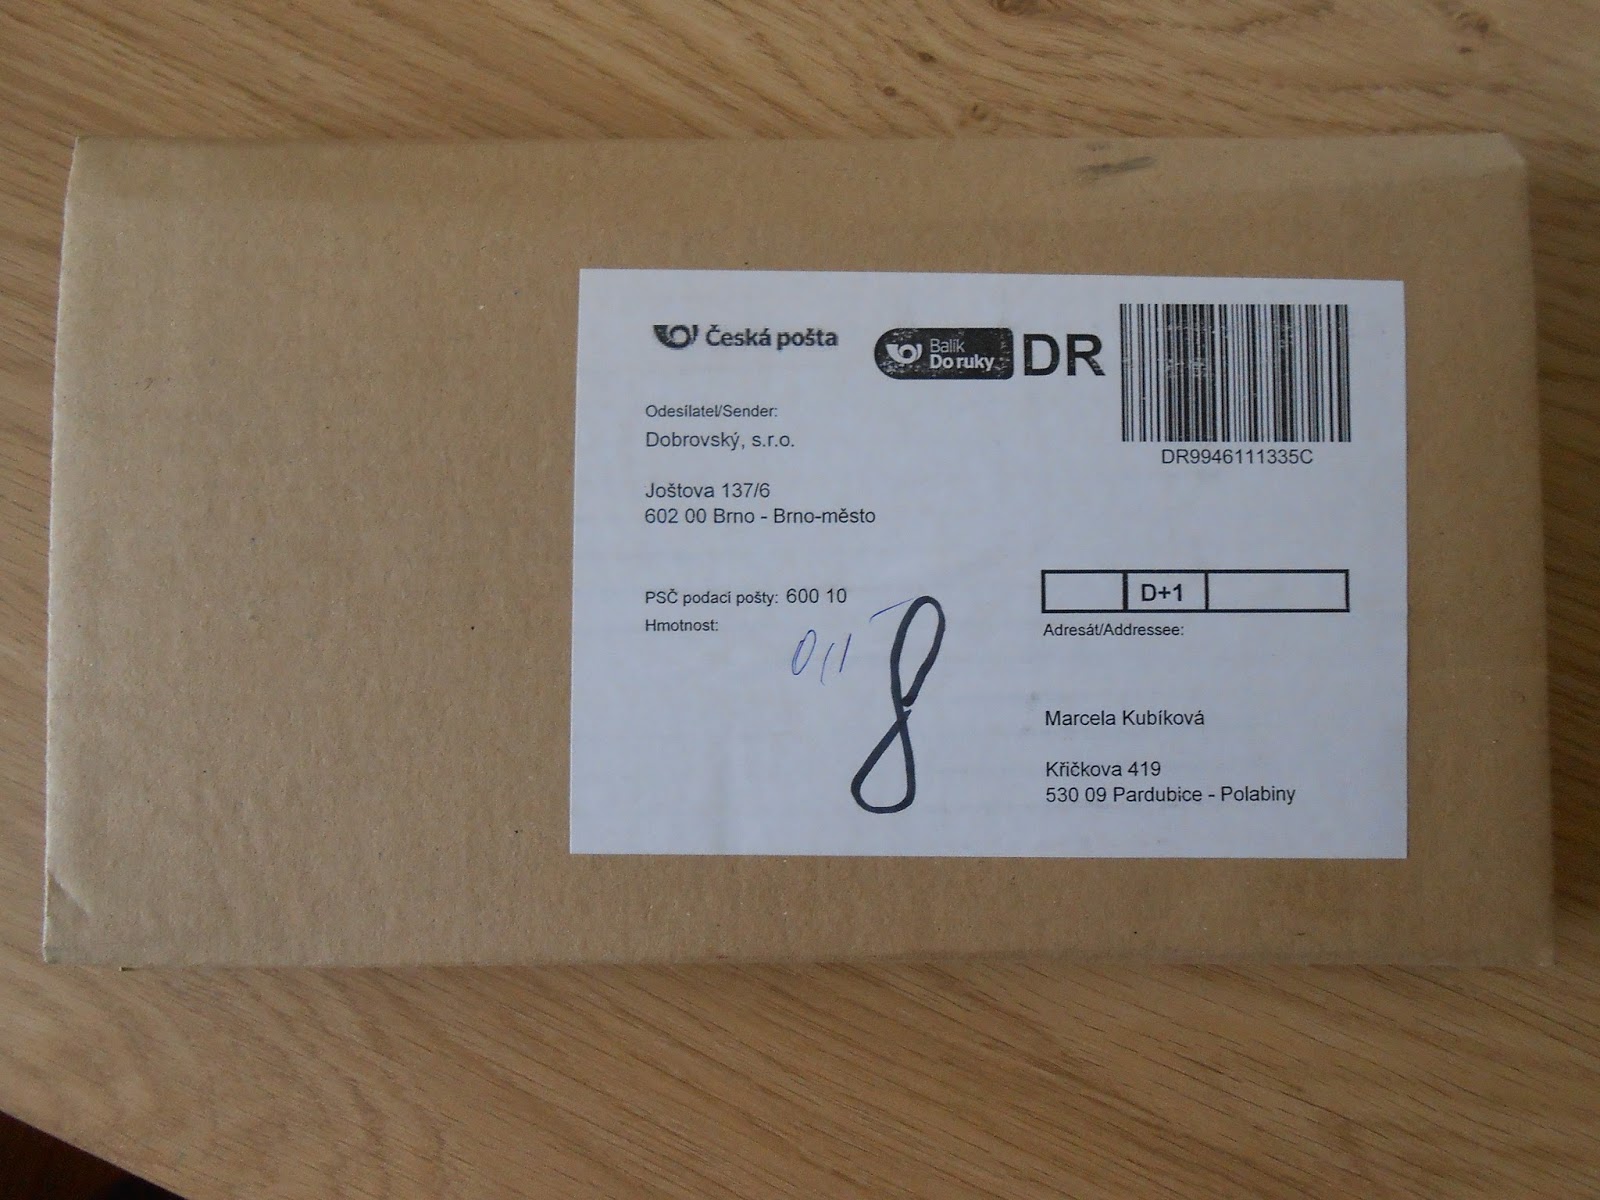 Česká pošta
Balík
Do ruky
DR
DR9946111335C
Odesílatel/Sender:
Dobrovský, s.r.o.
Joštova 137/6
602 00 Brno - Brno-město
PSČ podací pošty: 600 10
Hmotnost:
0,1
8
D+1
Adresát/Addressee:
Marcela Kubíková
Křičkova 419
530 09 Pardubice - Polabiny